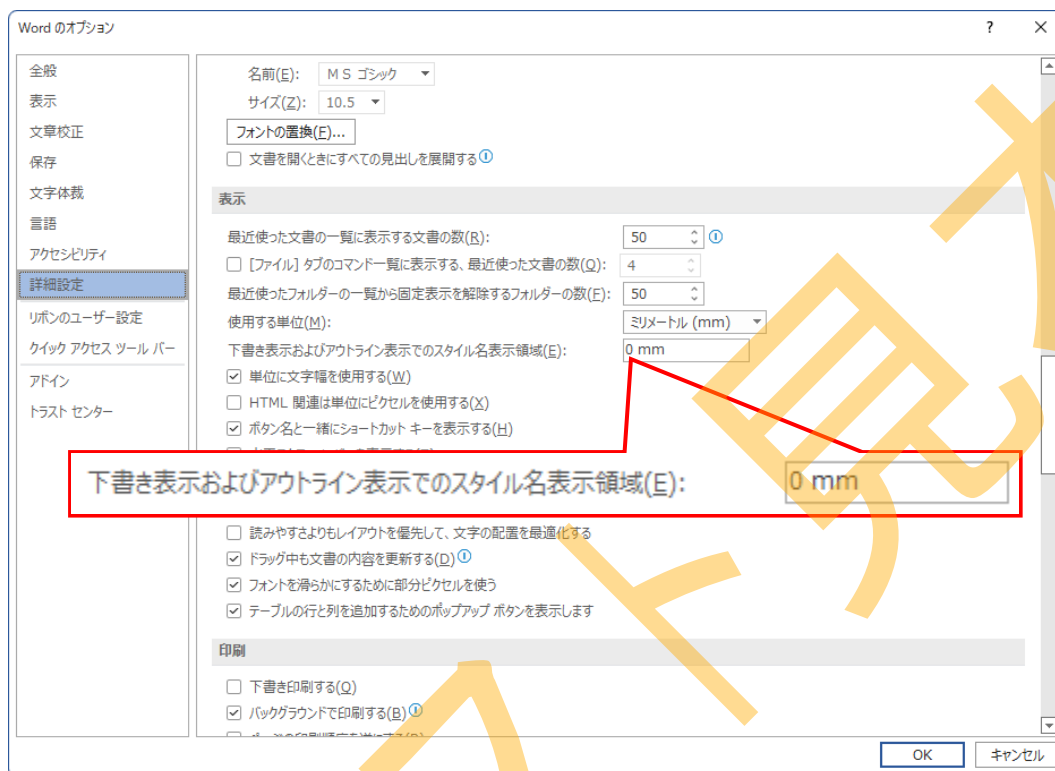 Word のオプション
?
全般
表示
文章校正
保存
文字体裁
言語
アクセシビリティ
詳細設定
リボンのユーザー設定
クイック アクセス ツール バー
アドイン
トラスト センター
名前(E): MS ゴシック
サイズ(Z): 10.5
フォントの置換(F)...
文書を開くときにすべての見出しを展開する
表示
最近使った文書の一覧に表示する文書の数(R): 50
[ファイル] タブのコマンド一覧に表示する、最近使った文書の数(Q): 4
最近使ったフォルダーの一覧から固定表示を解除するフォルダーの数(F): 50
使用する単位(M): ミリメートル (mm)
下書き表示およびアウトライン表示でのスタイル名表示領域(E): 0 mm
単位に文字幅を使用する(W)
HTML 関連は単位にピクセルを使用する(X)
ボタン名と一緒にショートカット キーを表示する(H)
下書き表示およびアウトライン表示でのスタイル名表示領域(E): 0 mm
読みやすさよりもレイアウトを優先して、文字の配置を最適化する
ドラッグ中も文書の内容を更新する(D)
フォントを滑らかにするために部分ピクセルを使う
テーブルの行と列を追加するためのポップアップ ボタンを表示します
印刷
下書き印刷する(Q)
バックグラウンドで印刷する(B)
OK
キャンセル